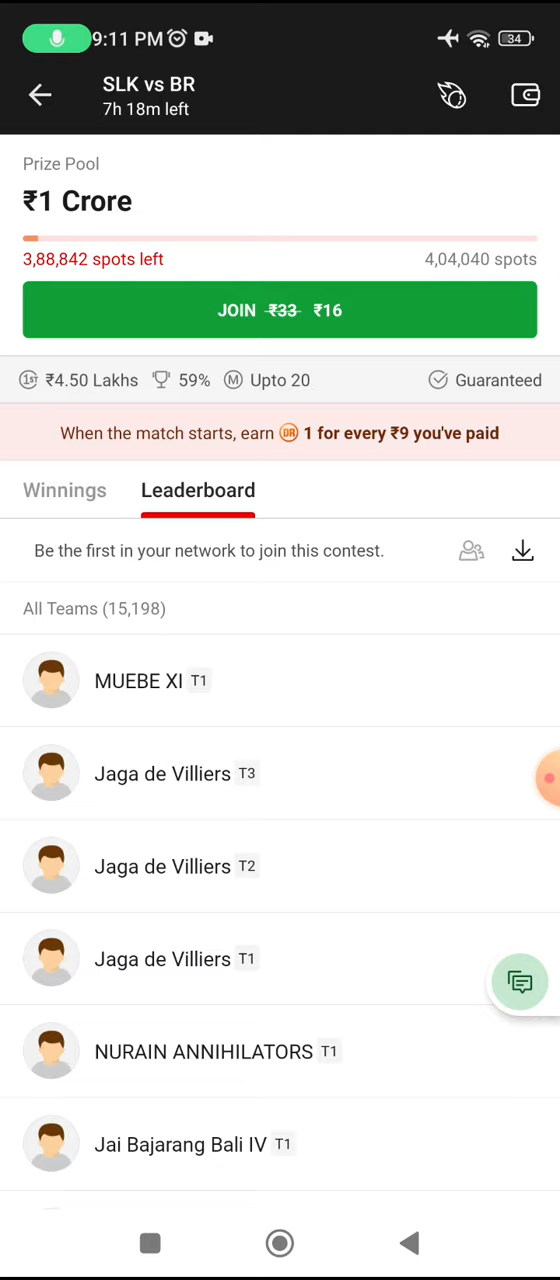 9:11 PM
34
SLK vs BR
7h 18m left
Prize Pool
₹1 Crore
3,88,842 spots left 4,04,040 spots
JOIN ₹33 ₹16
1ST ₹4.50 Lakhs 59% M Upto 20 Guaranteed
When the match starts, earn DR 1 for every ₹9 you've paid
Winnings Leaderboard
Be the first in your network to join this contest.
All Teams (15,198)
MUEBE XI T1
Jaga de Villiers T3
Jaga de Villiers T2
Jaga de Villiers T1
NURAIN ANNIHILATORS T1
Jai Bajarang Bali IV T1